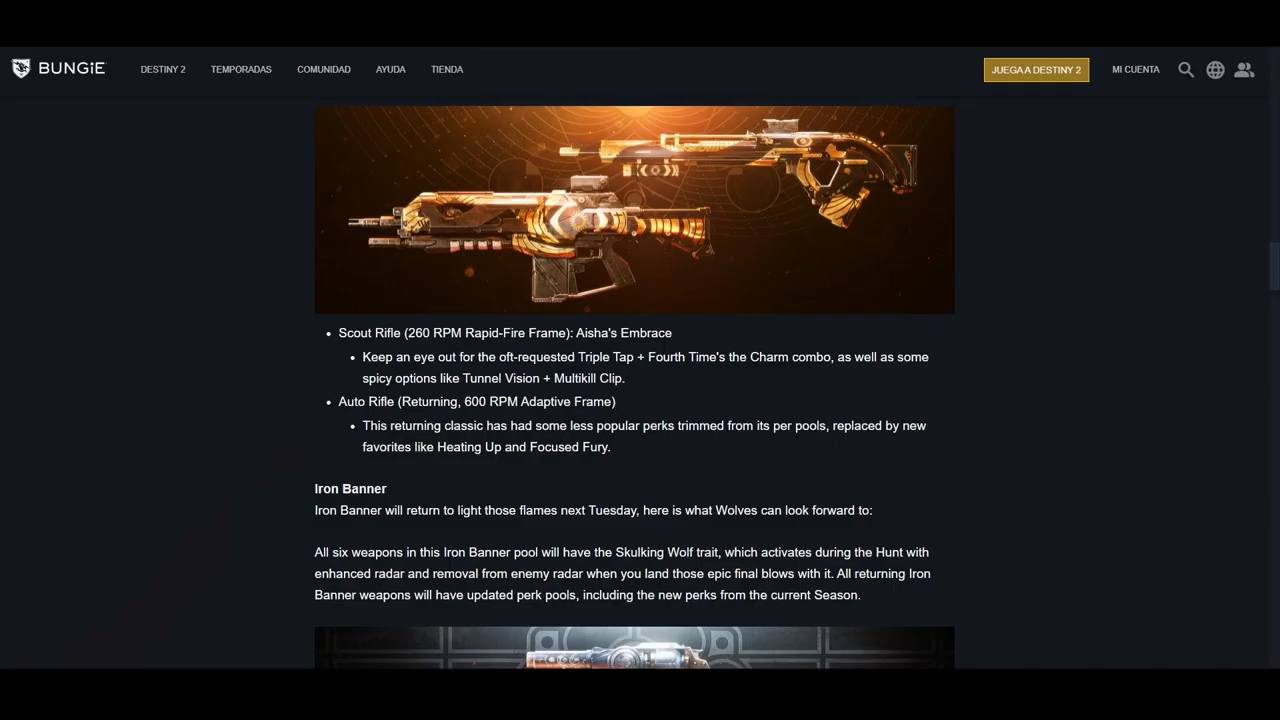 BUNGiE DESTINY 2 TEMPORADAS COMUNIDAD AYUDA TIENDA JUEGA A DESTINY 2 MI CUENTA
Scout Rifle (260 RPM Rapid-Fire Frame): Aisha's Embrace
Keep an eye out for the oft-requested Triple Tap + Fourth Time's the Charm combo, as well as some
spicy options like Tunnel Vision + Multikill Clip.
Auto Rifle (Returning, 600 RPM Adaptive Frame)
This returning classic has had some less popular perks trimmed from its per pools, replaced by new
favorites like Heating Up and Focused Fury.
Iron Banner
Iron Banner will return to light those flames next Tuesday, here is what Wolves can look forward to:
All six weapons in this Iron Banner pool will have the Skulking Wolf trait, which activates during the Hunt with
enhanced radar and removal from enemy radar when you land those epic final blows with it. All returning Iron
Banner weapons will have updated perk pools, including the new perks from the current Season.